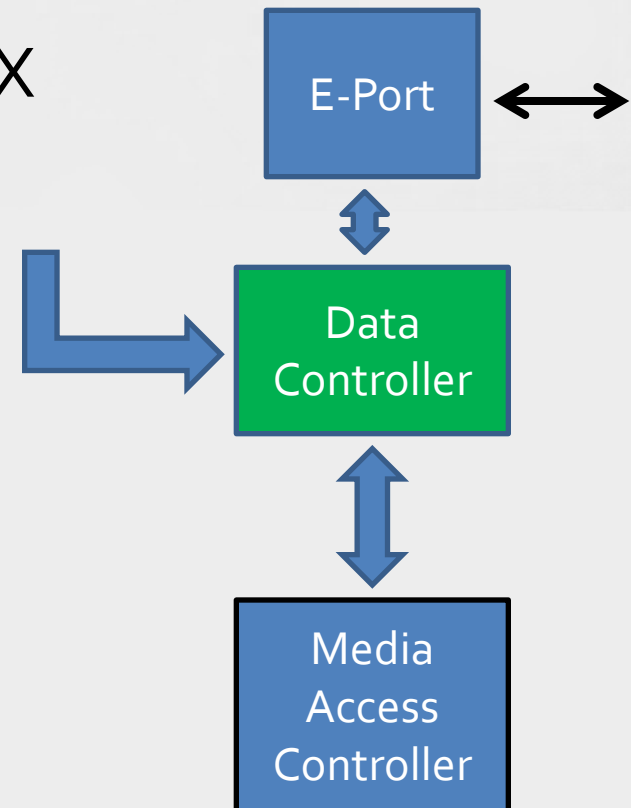 X
E-Port
Data
Controller
Media
Access
Controller